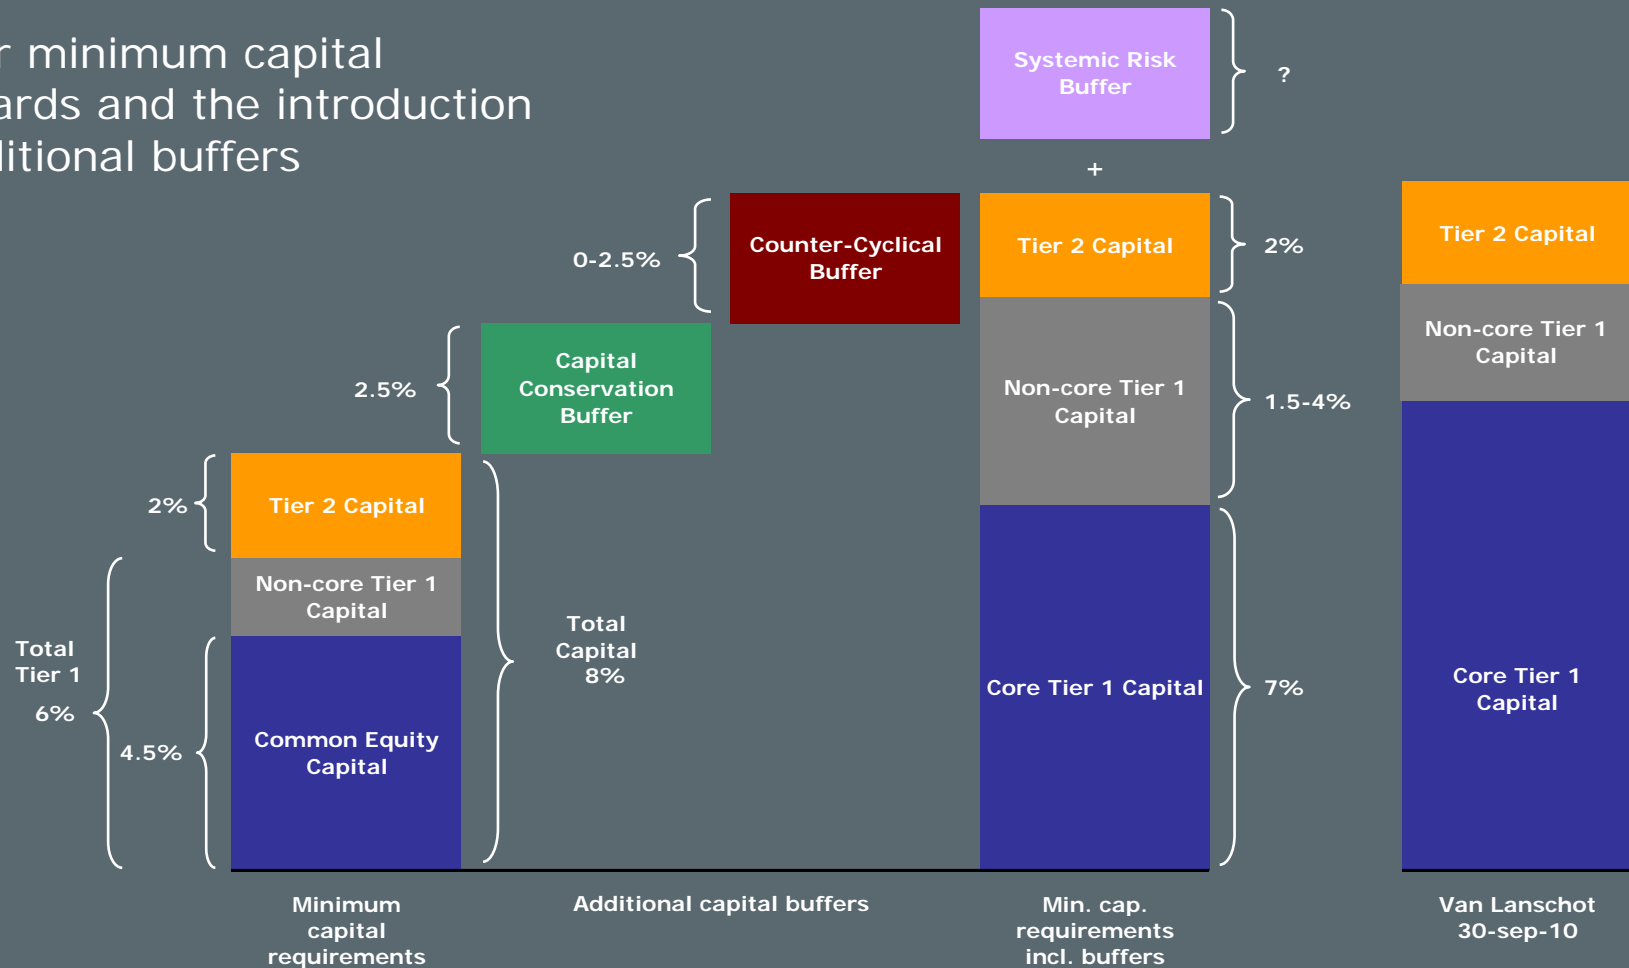 r minimum capital
ards and the introduction
ditional buffers
Systemic Risk
Buffer
?
+
0-2.5%
Counter-Cyclical
Buffer
Tier 2 Capital
2%
Tier 2 Capital
2.5%
Capital
Conservation
Buffer
Non-core Tier 1
Capital
1.5-4%
Non-core Tier 1
Capital
2%
Tier 2 Capital
Non-core Tier 1
Capital
Total
Tier 1
6%
4.5%
Common Equity
Capital
Total
Capital
8%
Core Tier 1 Capital
7%
Core Tier 1
Capital
Minimum
capital
requirements
Additional capital buffers
Min. cap.
requirements
incl. buffers
Van Lanschot
30-sep-10